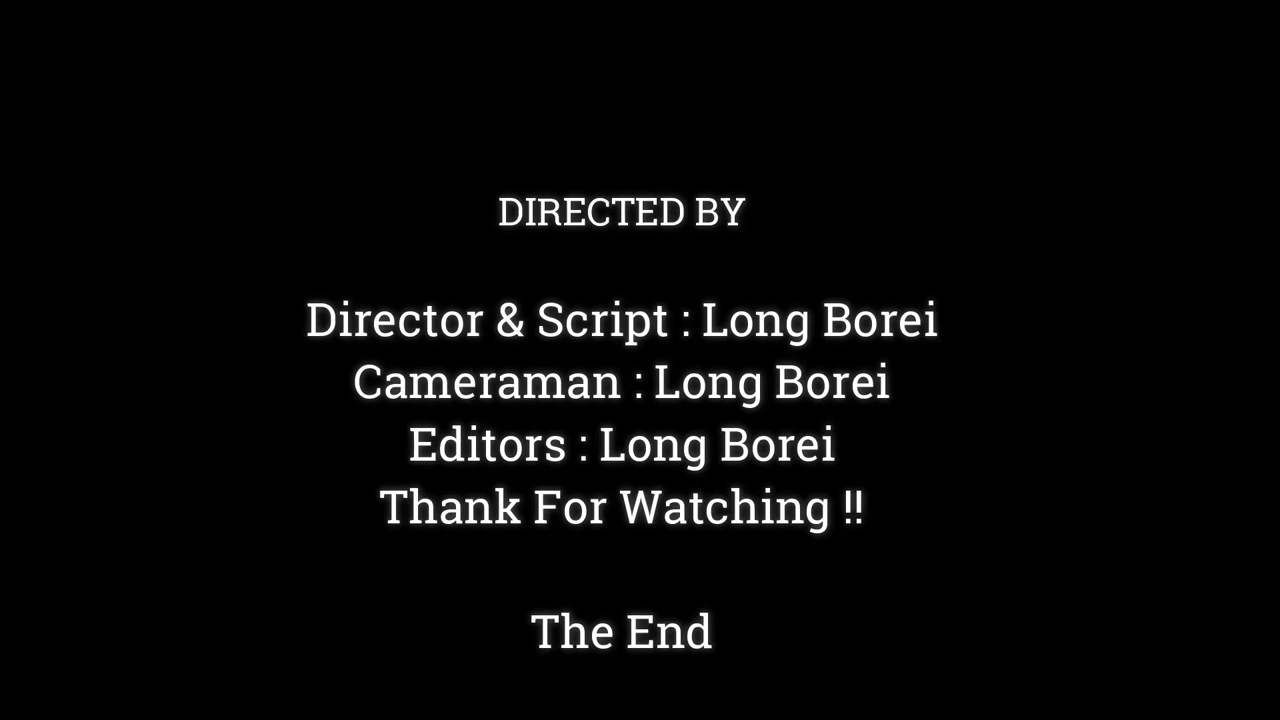 DIRECTED BY
Director & Script : Long Borei
Cameraman : Long Borei
Editors : Long Borei
Thank For Watching !!
The End